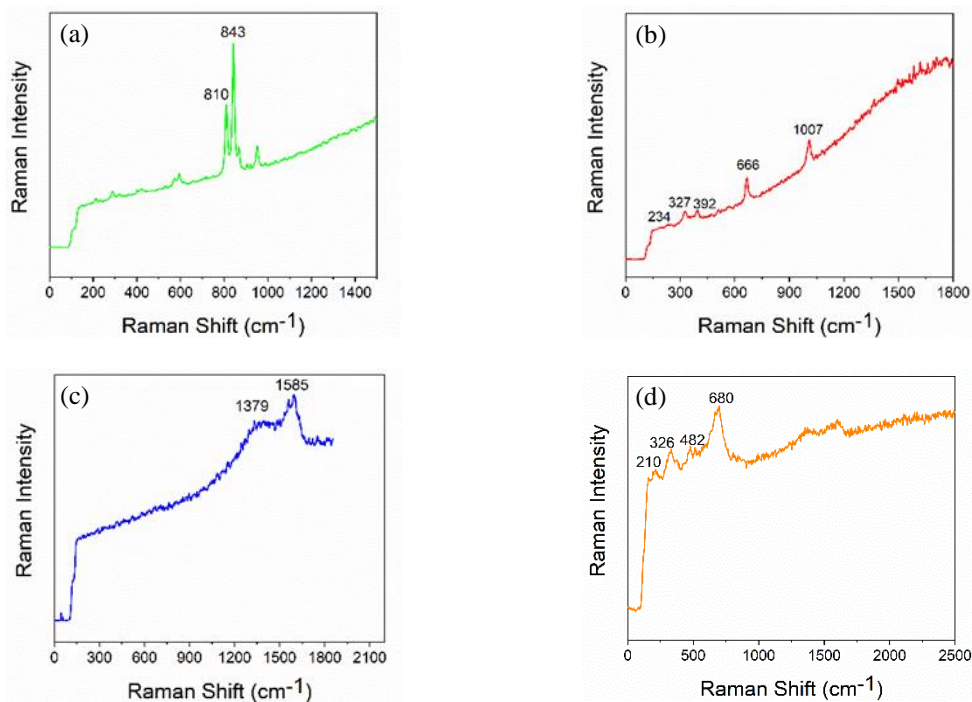 (a)
843
810
Raman Intensity
0 200 400 600 800 1000 1200 1400
Raman Shift (cm-1)
(b)
1007
666
327
392
234
Raman Intensity
0 300 600 900 1200 1500 1800
Raman Shift (cm-1)
(c)
1585
1379
Raman Intensity
0 300 600 900 1200 1500 1800 2100
Raman Shift (cm-1)
(d)
680
326
482
210
Raman Intensity
0 500 1000 1500 2000 2500
Raman Shift (cm-1)